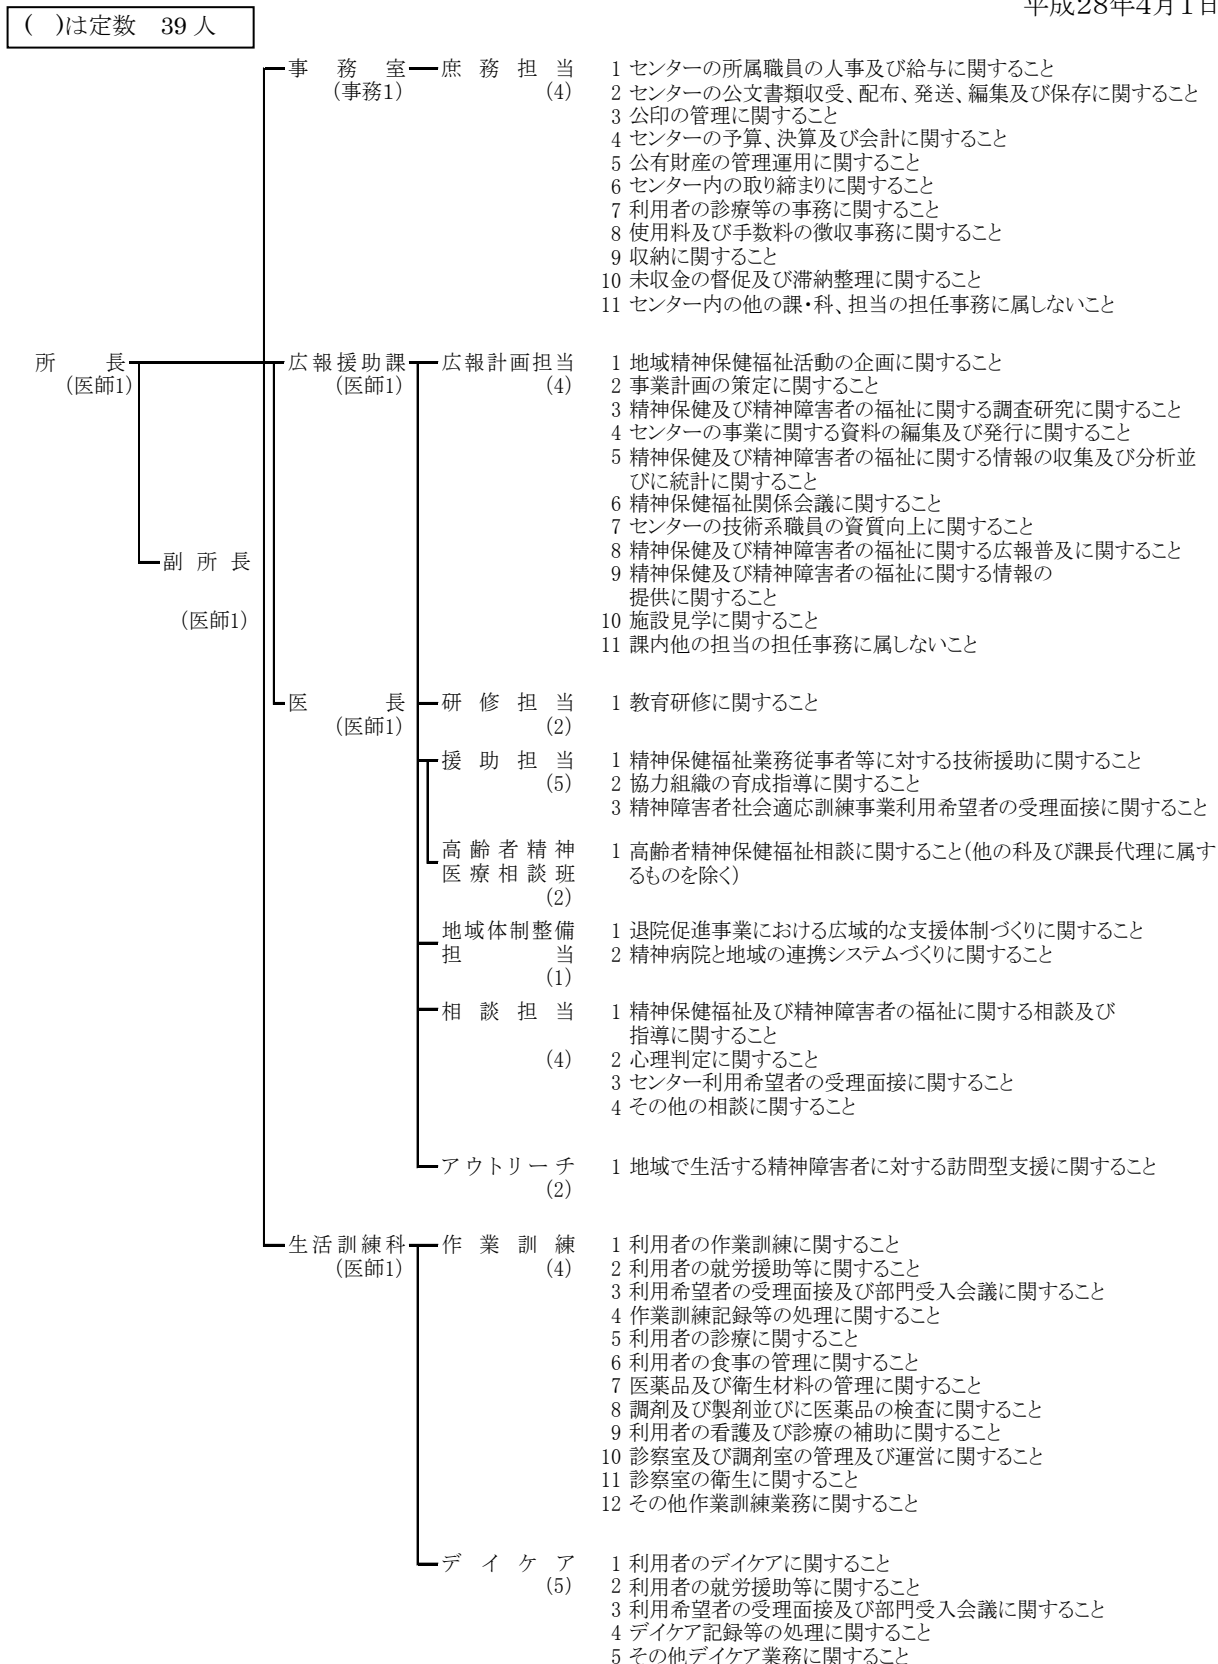 平成28年4月1日
( )は定数 39人
事務室 庶務担当 1 センターの所属職員の人事及び給与に関すること
(事務1) (4) 2 センターの公文書類収受、配布、発送、編集及び保存に関すること
3 公印の管理に関すること
4 センターの予算、決算及び会計に関すること
5 公有財産の管理運用に関すること
6 センター内の取り締まりに関すること
7 利用者の診療等の事務に関すること
8 使用料及び手数料の徴収事務に関すること
9 収納に関すること
10 未収金の督促及び滞納整理に関すること
11 センター内の他の課・科、担当の担任事務に属しないこと
所長 広報援助課 広報計画担当 1 地域精神保健福祉活動の企画に関すること
(医師1) (医師1) (4) 2 事業計画の策定に関すること
3 精神保健及び精神障害者の福祉に関する調査研究に関すること
4 センターの事業に関する資料の編集及び発行に関すること
5 精神保健及び精神障害者の福祉に関する情報の収集及び分析並
びに統計に関すること
6 精神保健福祉関係会議に関すること
7 センターの技術系職員の資質向上に関すること
副所長 8 精神保健及び精神障害者の福祉に関する広報普及に関すること
9 精神保健及び精神障害者の福祉に関する情報の
提供に関すること
(医師1) 10 施設見学に関すること
11 課内他の担当の担任事務に属しないこと
医長 研修担当 1 教育研修に関すること
(医師1) (2)
援助担当 1 精神保健福祉業務従事者等に対する技術援助に関すること
(5) 2 協力組織の育成指導に関すること
3 精神障害者社会適応訓練事業利用希望者の受理面接に関すること
高齢者精神 1 高齢者精神保健福祉相談に関すること(他の科及び課長代理に属す
医療相談班 るものを除く)
(2)
地域体制整備 1 退院促進事業における広域的な支援体制づくりに関すること
担当 2 精神病院と地域の連携システムづくりに関すること
(1)
相談担当 1 精神保健福祉及び精神障害者の福祉に関する相談及び
指導に関すること
(4) 2 心理判定に関すること
3 センター利用希望者の受理面接に関すること
4 その他の相談に関すること
アウトリーチ 1 地域で生活する精神障害者に対する訪問型支援に関すること
(2)
生活訓練科 作業訓練 1 利用者の作業訓練に関すること
(医師1) (4) 2 利用者の就労援助等に関すること
3 利用希望者の受理面接及び部門受入会議に関すること
4 作業訓練記録等の処理に関すること
5 利用者の診療に関すること
6 利用者の食事の管理に関すること
7 医薬品及び衛生材料の管理に関すること
8 調剤及び製剤並びに医薬品の検査に関すること
9 利用者の看護及び診療の補助に関すること
10 診察室及び調剤室の管理及び運営に関すること
11 診察室の衛生に関すること
12 その他作業訓練業務に関すること
デイケア 1 利用者のデイケアに関すること
(5) 2 利用者の就労援助等に関すること
3 利用希望者の受理面接及び部門受入会議に関すること
4 デイケア記録等の処理に関すること
5 その他デイケア業務に関すること